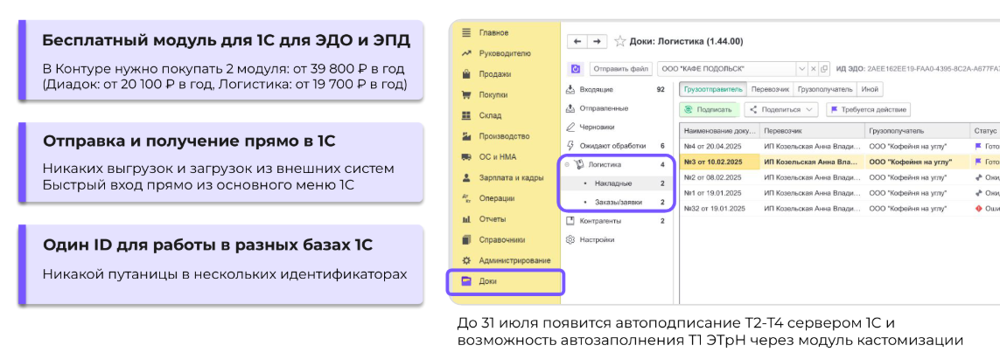 Бесплатный модуль для 1С для ЭДО и ЭПД
В Контуре нужно покупать 2 модуля: от 39 800 ₽ в год
(Диадок: от 20 100 ₽ в год, Логистика: от 19 700 ₽ в год)
Отправка и получение прямо в 1С
Никаких выгрузок и загрузок из внешних систем
Быстрый вход прямо из основного меню 1С
Один ID для работы в разных базах 1С
Никакой путаницы в нескольких идентификаторах
Главное
Руководителю
Продажи
Покупки
Склад
Производство
ОС и НМА
Зарплата и кадры
Операции
Отчеты
Справочники
Администрирование
Доки
Доки: Логистика (1.44.00)
Отправить файл
ООО "КАФЕ ПОДОЛЬСК"
ИД ЭДО: 2AEE162EE19-FAA0-4395-8C2A-A677FA7
Входящие 92
Отправленные
Черновики
Ожидают обработки 6
Логистика 4
• Накладные 2
• Заказы/заявки 2
Контрагенты 2
Настройки
Грузоотправитель Перевозчик Грузополучатель Иной
Подписать Поделиться Требуется действие
Наименование доку... Перевозчик Грузополучатель Статус
№4 от 20.04.2025 ИП Козельская Анна Влади... ООО "Кофейня на углу" Гото
№3 от 10.02.2025 ИП Козельская Анна Вла... ООО "Кофейня на углу" Гото
№2 от 08.02.2025 ИП Козельская Анна Влади... ООО "Кофейня на углу" Ожид
№1 от 19.01.2025 ИП Козельская Анна Влади... ООО "Кофейня на углу" Ожид
№32 от 19.01.2025 ИП Козельская Анна Влади... ООО "Кофейня на углу" Оши
До 31 июля появится автоподписание Т2-Т4 сервером 1С и
возможность автозаполнения Т1 ЭТрН через модуль кастомизации